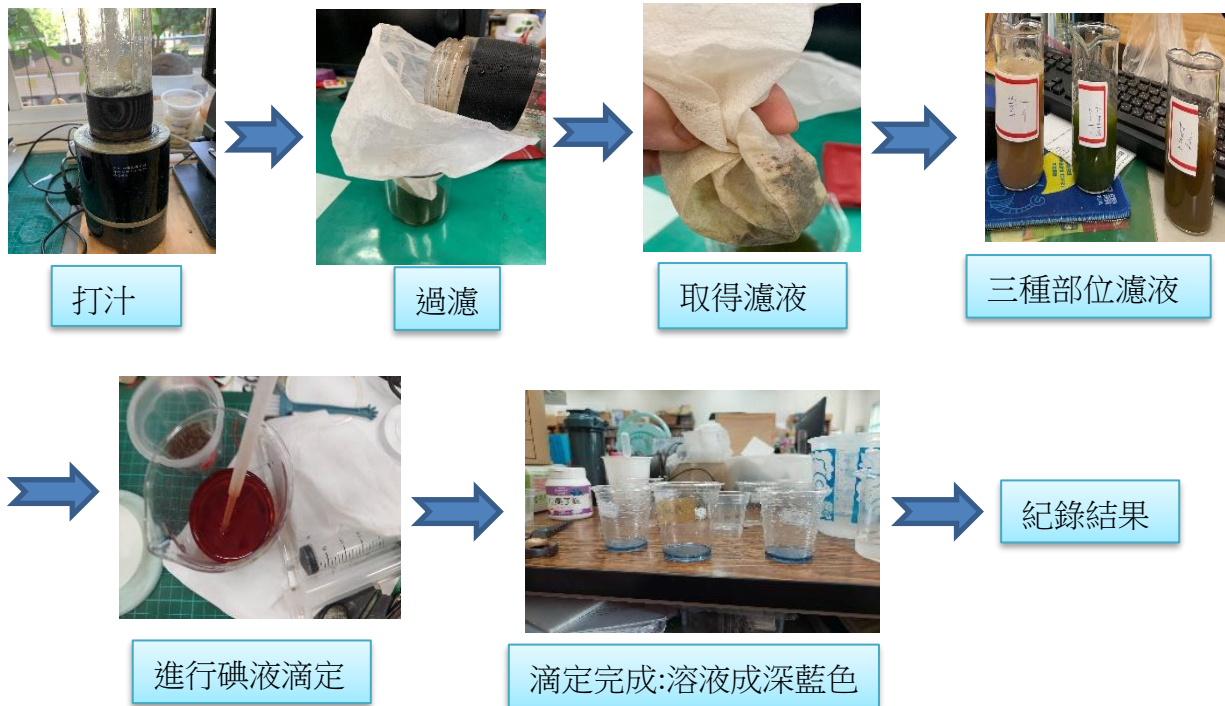 打汁
過濾
取得濾液
三種部位濾液
進行碘液滴定
滴定完成:溶液成深藍色
紀錄結果